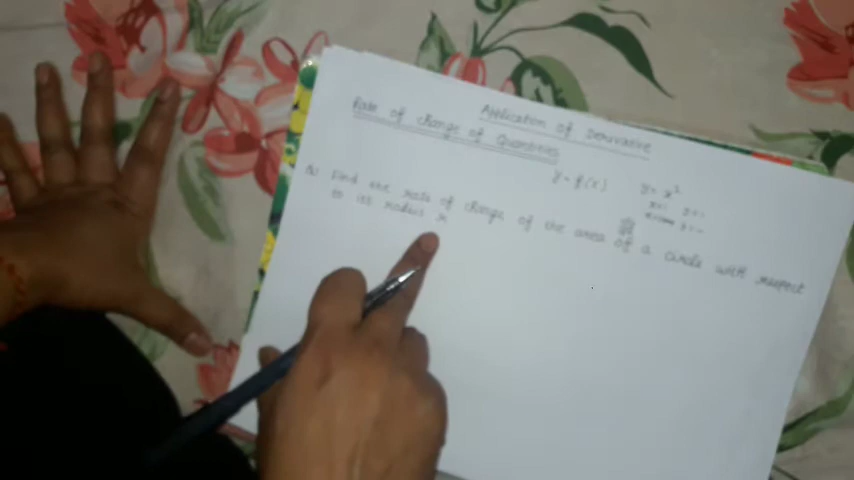 Application of Derivative
Rate of change of Quantities
y = f(x)
y = x²
Find the rate of change of the area of a circle with respect
to its radius r